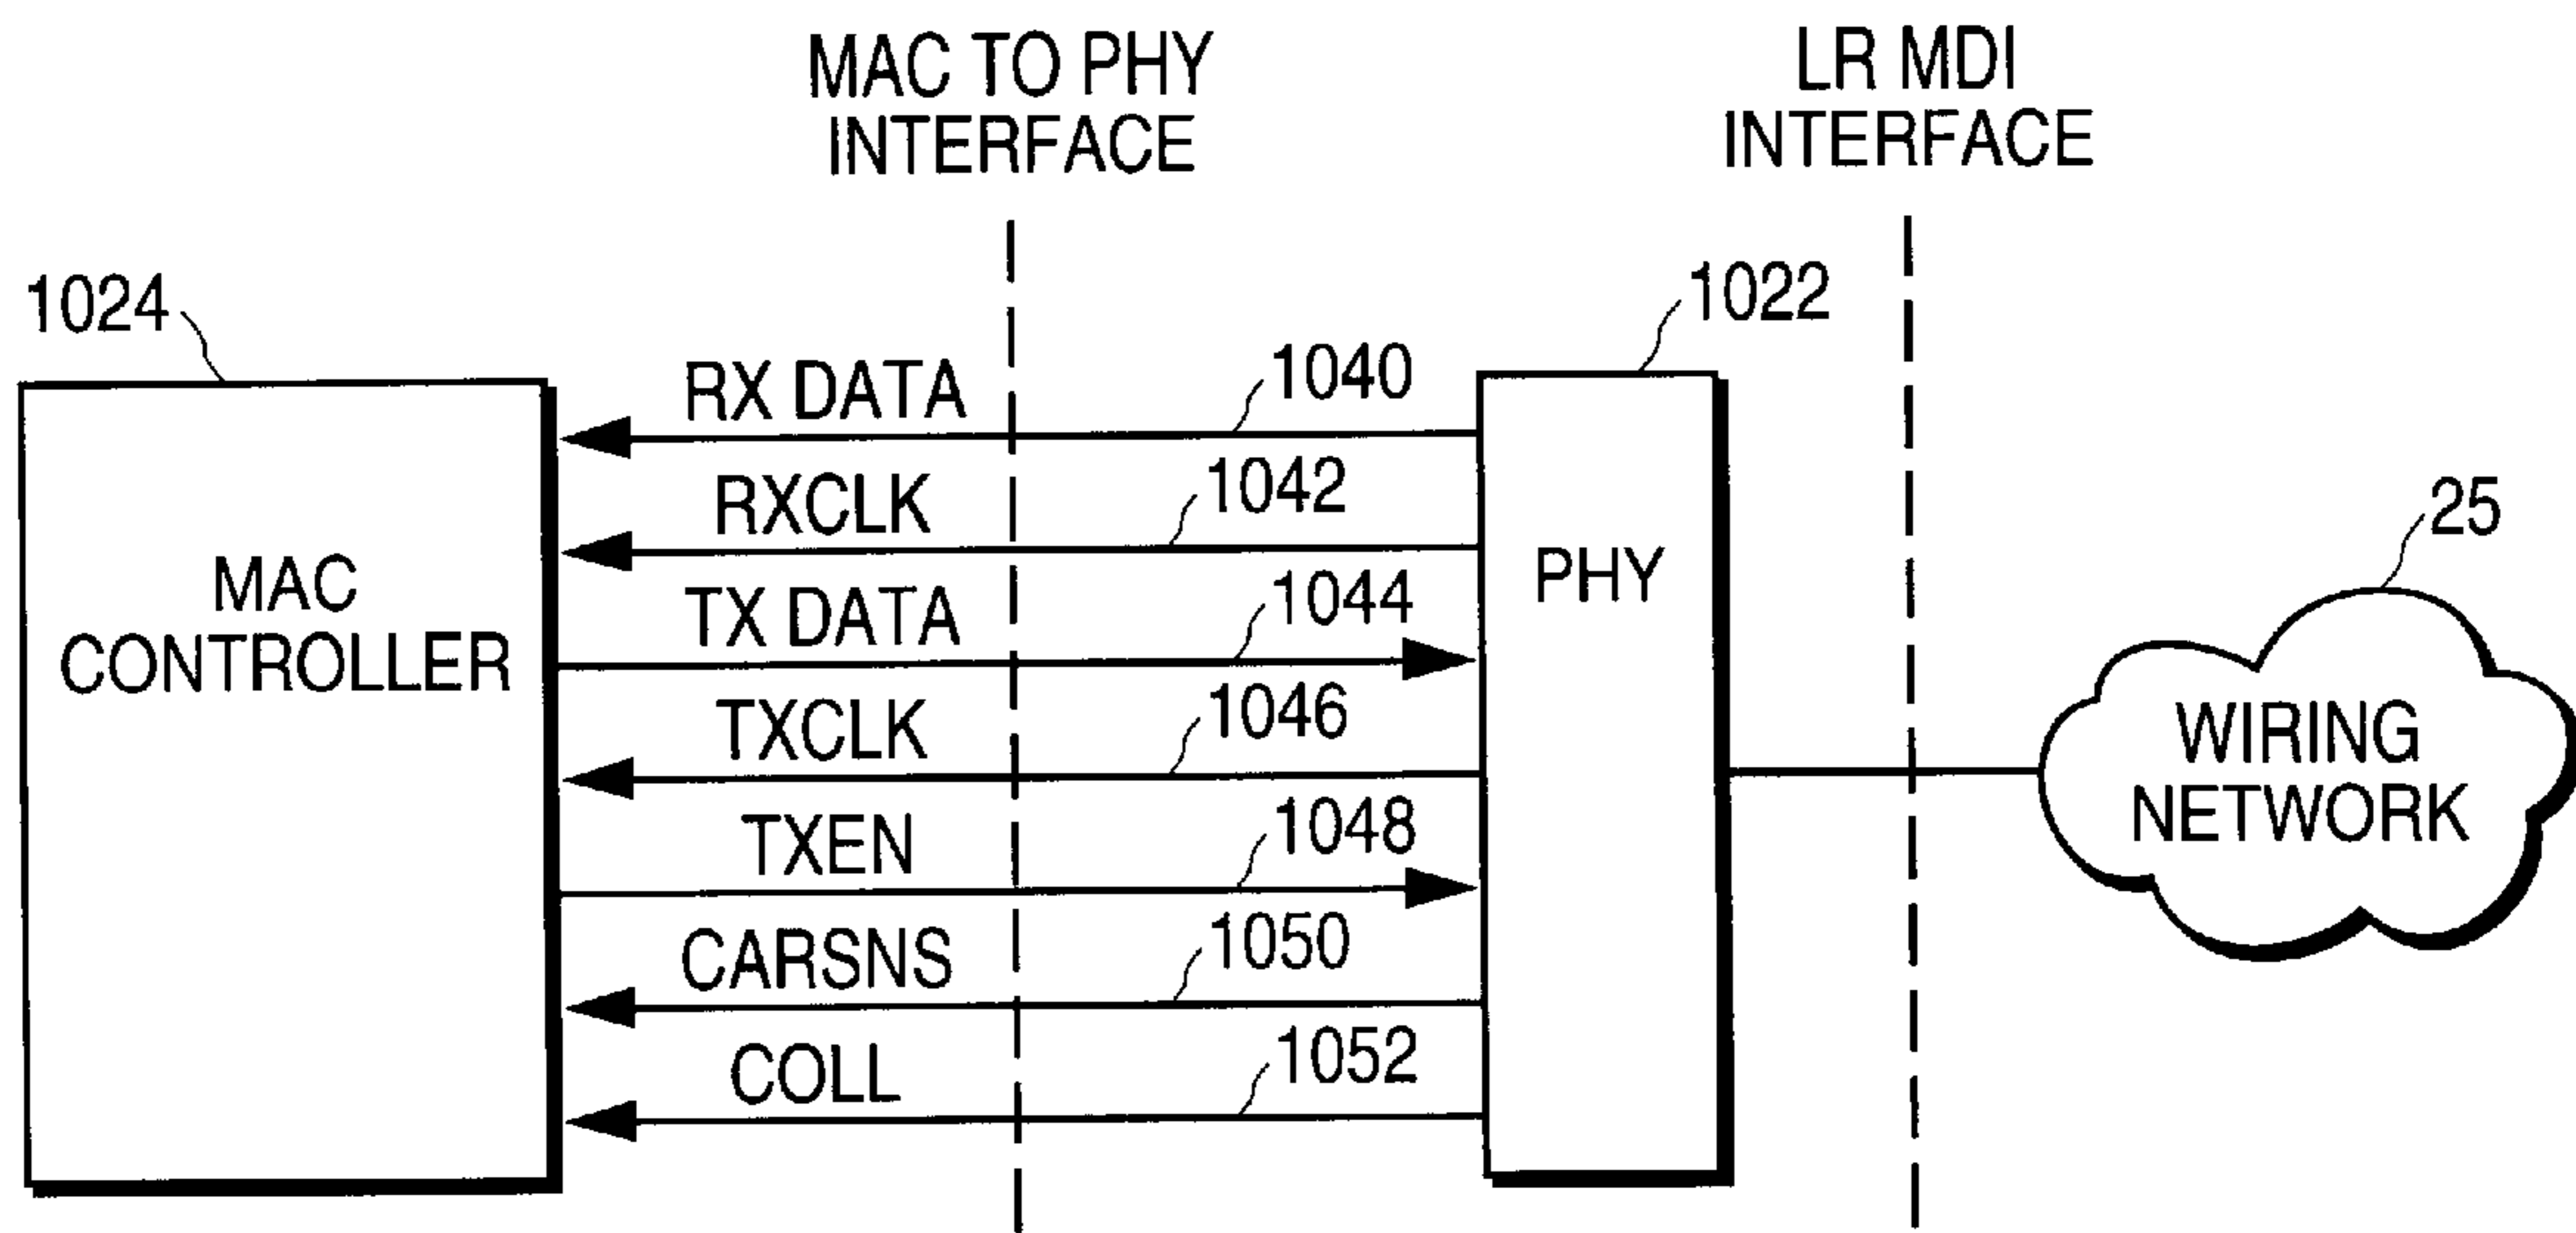 MAC TO PHY
INTERFACE
LR MDI
INTERFACE
1024
1022
RX DATA
1040
RXCLK
1042
TX DATA
1044
TXCLK
1046
TXEN
1048
CARSNS
1050
COLL
1052
MAC
CONTROLLER
PHY
25
WIRING
NETWORK